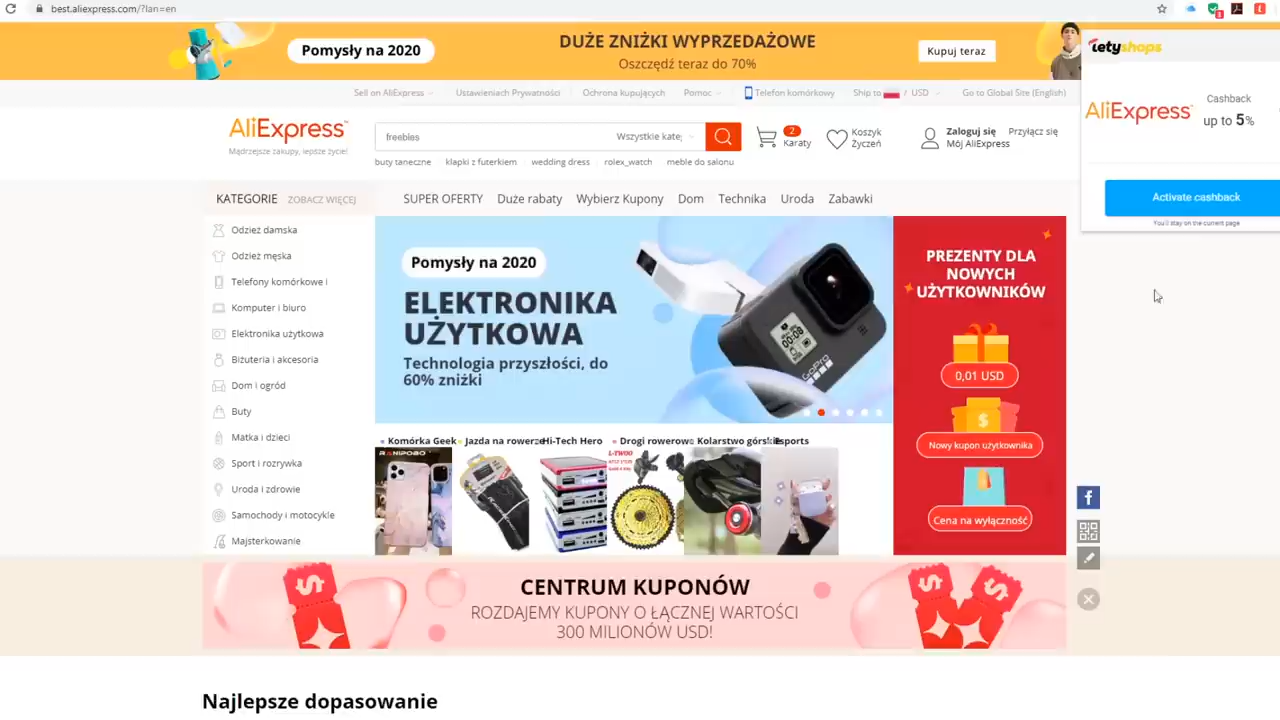 best.aliexpress.com/?lan=en
Pomysły na 2020
DUŻE ZNIŻKI WYPRZEDAŻOWE
Oszczędź teraz do 70%
Kupuj teraz
letyshops
Sell on AliExpress
Ustawieniach Prywatności
Ochrona kupujących
Pomoc
Telefon komórkowy
Ship to / USD
Go to Global Site (English)
AliExpress
Cashback
up to 5%
AliExpress
Mądrzejsze zakupy, lepsze życie!
freebies
Wszystkie kate
2
Karaty
Koszyk
Życzeń
Zaloguj się
Przyłącz się
Mój AliExpress
buty taneczne
klapki z futerkiem
wedding dress
rolex_watch
meble do salonu
Activate cashback
You'll stay on the current page
KATEGORIE
ZOBACZ WIĘCEJ
SUPER OFERTY
Duże rabaty
Wybierz Kupony
Dom
Technika
Uroda
Zabawki
Odzież damska
Odzież męska
Telefony komórkowe i
Komputer i biuro
Elektronika użytkowa
Biżuteria i akcesoria
Dom i ogród
Buty
Matka i dzieci
Sport i rozrywka
Uroda i zdrowie
Samochody i motocykle
Majsterkowanie
Pomysły na 2020
ELEKTRONIKA
UŻYTKOWA
Technologia przyszłości, do
60% zniżki
00:08
GoPro
PREZENTY DLA
NOWYCH
UŻYTKOWNIKÓW
0,01 USD
Nowy kupon użytkownika
Cena na wyłączność
Komórka Geek
Jazda na rowerze
Hi-Tech Hero
Drogi rowerowe
Kolarstwo górskie
Esports
RANIPOBO
L-TWOO
CENTRUM KUPONÓW
ROZDAJEMY KUPONY O ŁĄCZNEJ WARTOŚCI
300 MILIONÓW USD!
Najlepsze dopasowanie